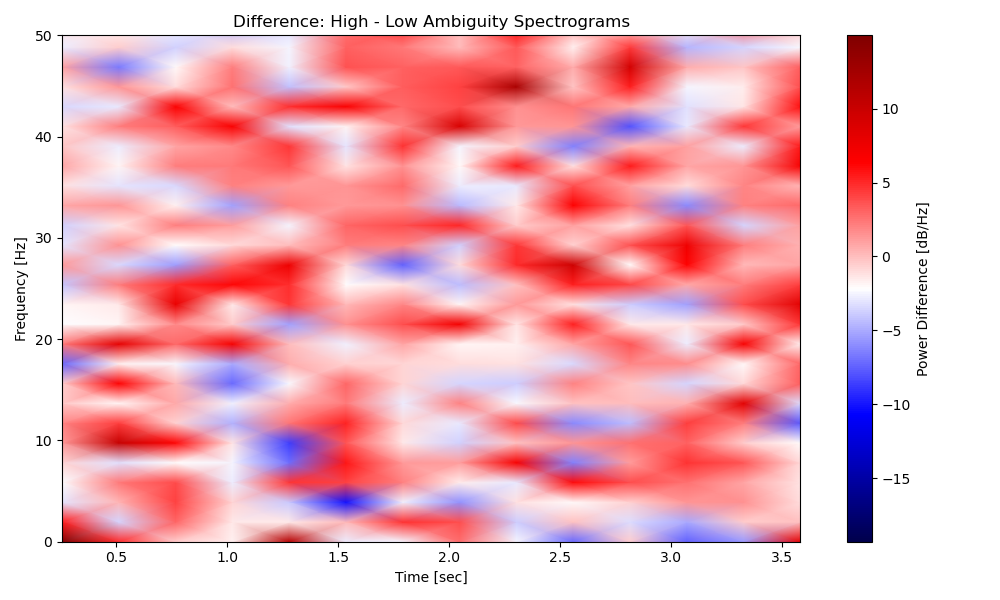 Difference: High - Low Ambiguity Spectrograms
50
40
30
20
10
0
Frequency [Hz]
0.5 1.0 1.5 2.0 2.5 3.0 3.5
Time [sec]
10
5
0
−5
−10
−15
Power Difference [dB/Hz]